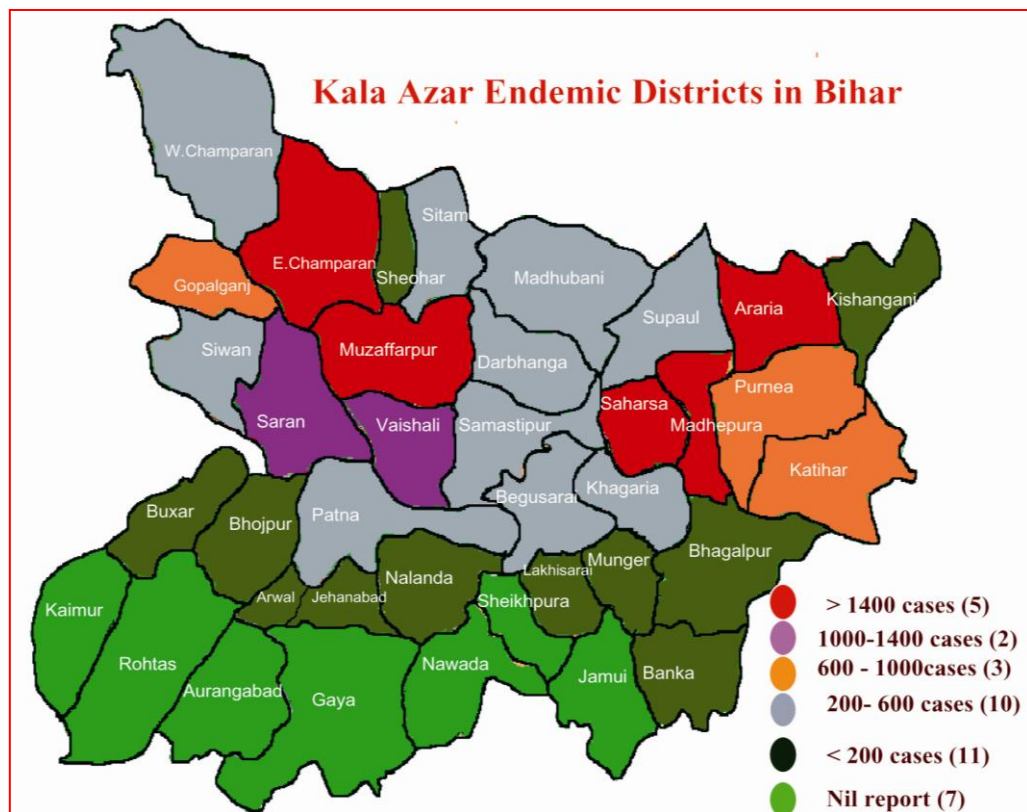 Kala Azar Endemic Districts in Bihar
W.Champaran
Sitam
E.Champaran
Sheohar
Madhubani
Gopalganj
Kishanganj
Araria
Supaul
Siwan
Muzaffarpur
Darbhanga
Purnea
Saharsa
Saran
Vaishali
Samastipur
Madhepura
Katihar
Begusarai
Khagaria
Buxar
Patna
Bhojpur
Bhagalpur
Munger
Lakhisarai
Nalanda
Arwal
Jehanabad
Sheikhpura
Kaimur
Rohtas
Nawada
Banka
Jamui
Aurangabad
Gaya
> 1400 cases (5)
1000-1400 cases (2)
600 - 1000cases (3)
200- 600 cases (10)
< 200 cases (11)
Nil report (7)